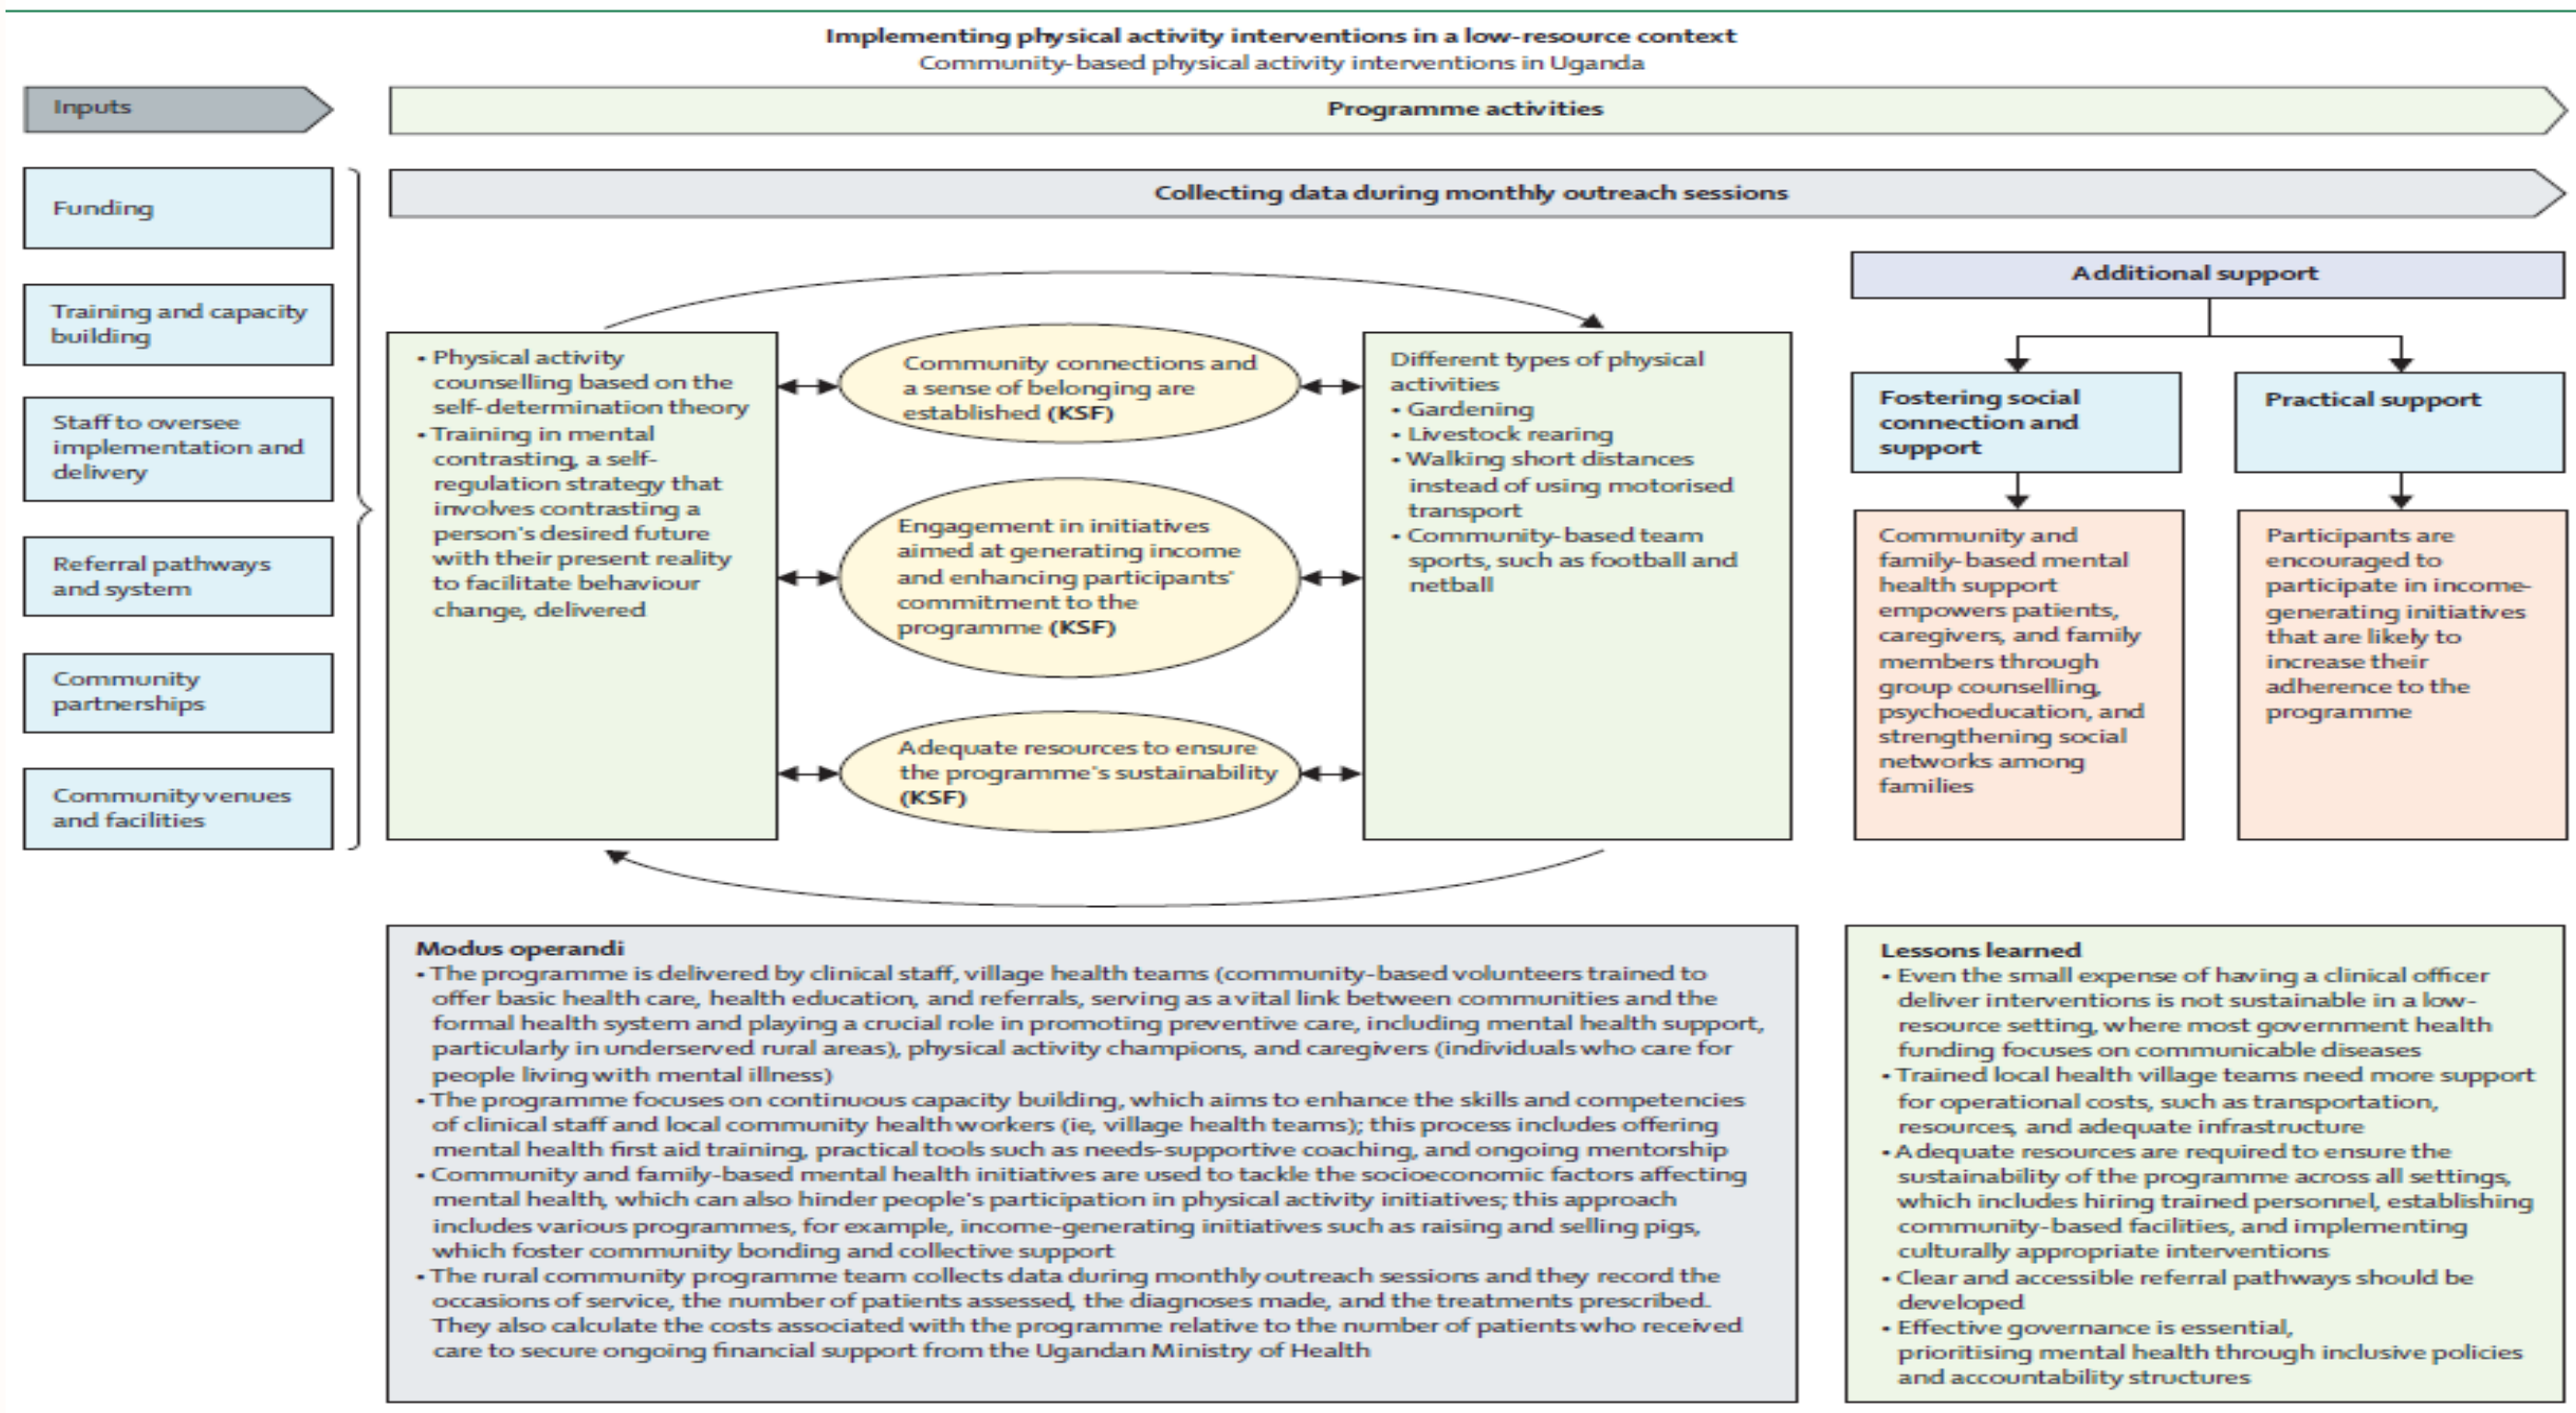 Implementing physical activity interventions in a low-resource context
Community-based physical activity interventions in Uganda
Inputs
Programme activities
Collecting data during monthly outreach sessions
Funding
Training and capacity
building
Staff to oversee
implementation and
delivery
Referral pathways
and system
Community
partnerships
Community venues
and facilities
• Physical activity
counselling based on the
self-determination theory
• Training in mental
contrasting, a self-
regulation strategy that
involves contrasting a
person's desired future
with their present reality
to facilitate behaviour
change, delivered
Community connections and
a sense of belonging are
established (KSF)
Engagement in initiatives
aimed at generating income
and enhancing participants'
commitment to the
programme (KSF)
Adequate resources to ensure
the programme's sustainability
(KSF)
Different types of physical
activities
• Gardening
• Livestock rearing
• Walking short distances
instead of using motorised
transport
• Community-based team
sports, such as football and
netball
Additional support
Fostering social
connection and
support
Community and
family-based mental
health support
empowers patients,
caregivers, and family
members through
group counselling,
psychoeducation, and
strengthening social
networks among
families
Practical support
Participants are
encouraged to
participate in income-
generating initiatives
that are likely to
increase their
adherence to the
programme
Modus operandi
• The programme is delivered by clinical staff, village health teams (community-based volunteers trained to
offer basic health care, health education, and referrals, serving as a vital link between communities and the
formal health system and playing a crucial role in promoting preventive care, including mental health support,
particularly in underserved rural areas), physical activity champions, and caregivers (individuals who care for
people living with mental illness)
• The programme focuses on continuous capacity building, which aims to enhance the skills and competencies
of clinical staff and local community health workers (ie, village health teams); this process includes offering
mental health first aid training, practical tools such as needs-supportive coaching, and ongoing mentorship
• Community and family-based mental health initiatives are used to tackle the socioeconomic factors affecting
mental health, which can also hinder people's participation in physical activity initiatives; this approach
includes various programmes, for example, income-generating initiatives such as raising and selling pigs,
which foster community bonding and collective support
• The rural community programme team collects data during monthly outreach sessions and they record the
occasions of service, the number of patients assessed, the diagnoses made, and the treatments prescribed.
They also calculate the costs associated with the programme relative to the number of patients who received
care to secure ongoing financial support from the Ugandan Ministry of Health
Lessons learned
• Even the small expense of having a clinical officer
deliver interventions is not sustainable in a low-
resource setting, where most government health
funding focuses on communicable diseases
• Trained local health village teams need more support
for operational costs, such as transportation,
resources, and adequate infrastructure
• Adequate resources are required to ensure the
sustainability of the programme across all settings,
which includes hiring trained personnel, establishing
community-based facilities, and implementing
culturally appropriate interventions
• Clear and accessible referral pathways should be
developed
• Effective governance is essential,
prioritising mental health through inclusive policies
and accountability structures